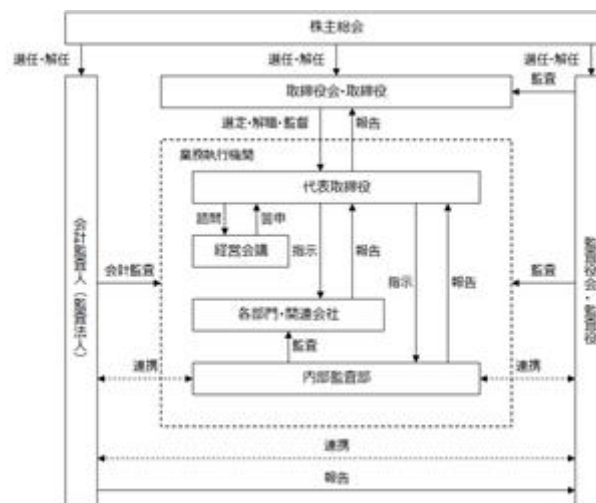 株主総会
選任・解任
選任・解任
選任・解任
取締役会・取締役
監査
選定・解職・監督
報告
業務執行機関
代表取締役
諮問
答申
経営会議
指示
報告
指示
報告
会計監査人（監査法人）
会計監査
監査
監査役会・監査役
各部門・関連会社
監査
連携
内部監査部
連携
連携
報告